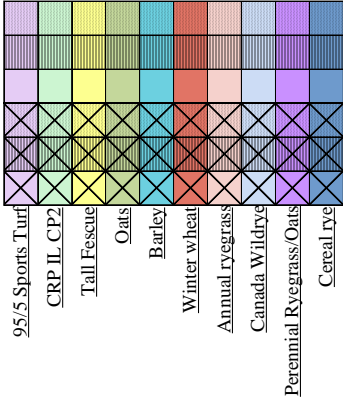 95/5 Sports Turf
CRP IL CP2
Tall Fescue
Oats
Barley
Winter wheat
Annual ryegrass
Canada Wildrye
Perennial Ryegrass/Oats
Cereal rye